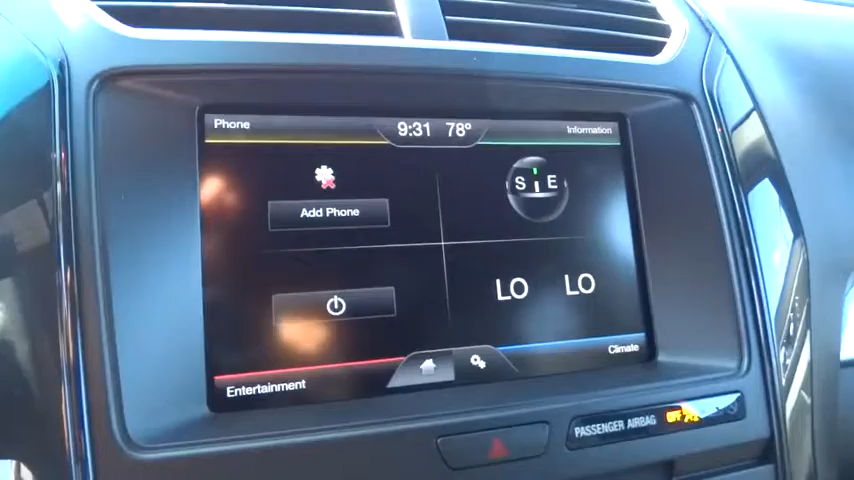 Phone
9:31 78°
Information
Add Phone
S E
LO LO
Entertainment
Climate
PASSENGER AIRBAG OFF